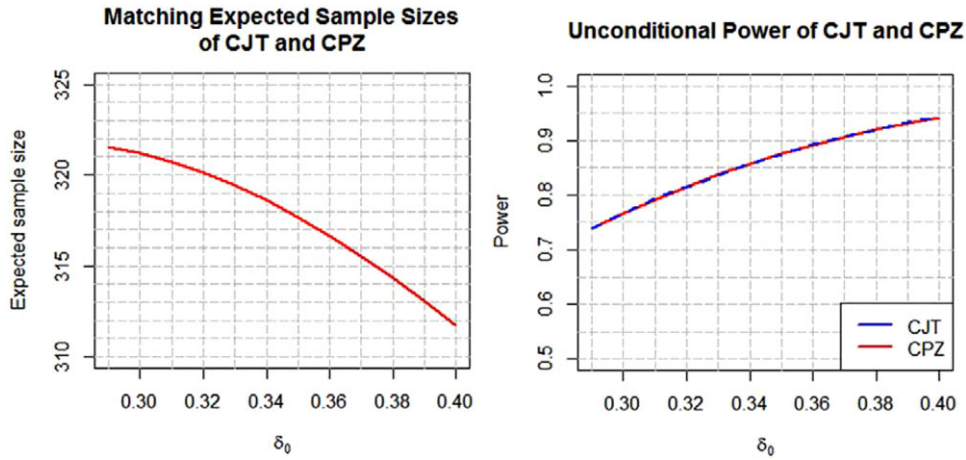 Matching Expected Sample Sizes
of CJT and CPZ
Expected sample size
325
320
315
310
0.30 0.32 0.34 0.36 0.38 0.40
δ0
Unconditional Power of CJT and CPZ
Power
1.0
0.9
0.8
0.7
0.6
0.5
CJT
CPZ
0.30 0.32 0.34 0.36 0.38 0.40
δ0